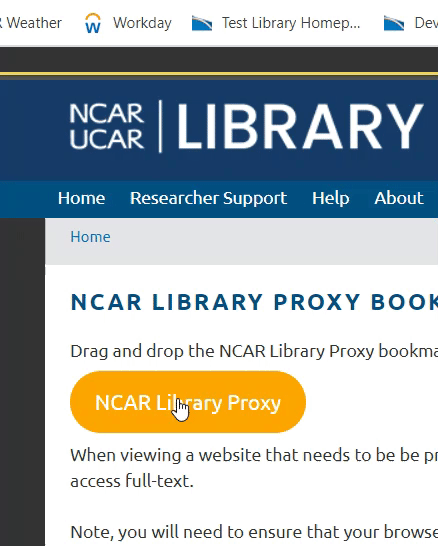 R Weather Workday Test Library Homep... Dev
NCAR
UCAR LIBRARY
Home Researcher Support Help About
Home
NCAR LIBRARY PROXY BOOK
Drag and drop the NCAR Library Proxy bookma
NCAR Library Proxy
When viewing a website that needs to be be pr
access full-text.
Note, you will need to ensure that your browse